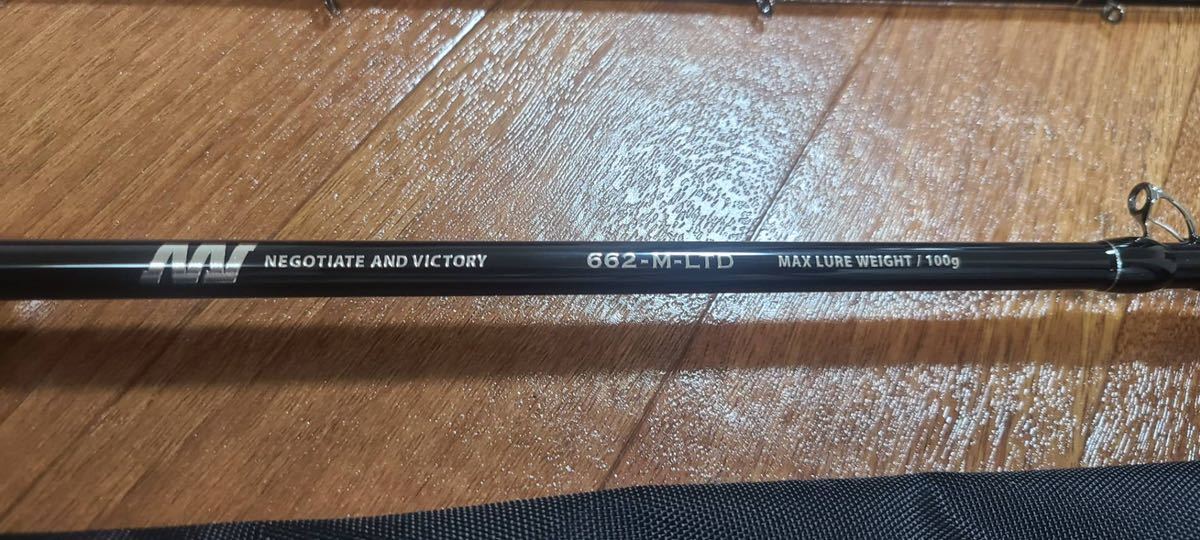 NEGOTIATE AND VICTORY 662-M-LTD MAX LURE WEIGHT / 100g